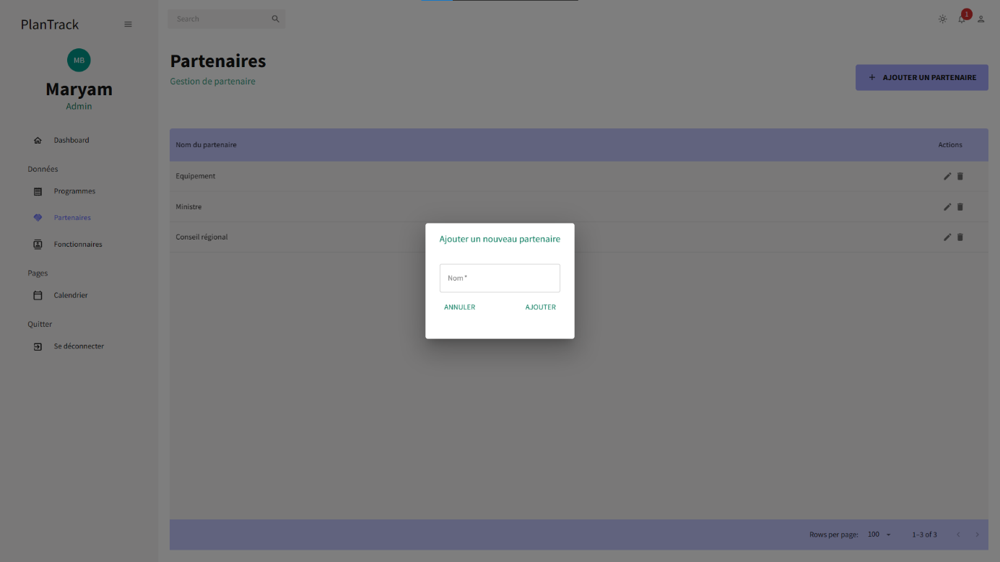 PlanTrack
Search
1
MB
Maryam
Admin
Dashboard
Données
Programmes
Partenaires
Fonctionnaires
Pages
Calendrier
Quitter
Se déconnecter
Partenaires
Gestion de partenaire
+ AJOUTER UN PARTENAIRE
Nom du partenaire Actions
Equipement
Ministre
Conseil régional
Ajouter un nouveau partenaire
Nom *
ANNULER AJOUTER
Rows per page: 100 1–3 of 3